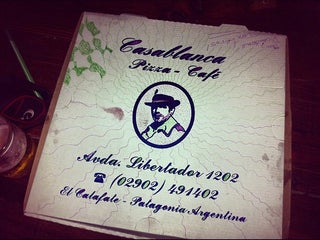 Casablanca
Pizza - Café
Avda. Libertador 1202
☎ (02902) 491402
El Calafate - Patagonia Argentina